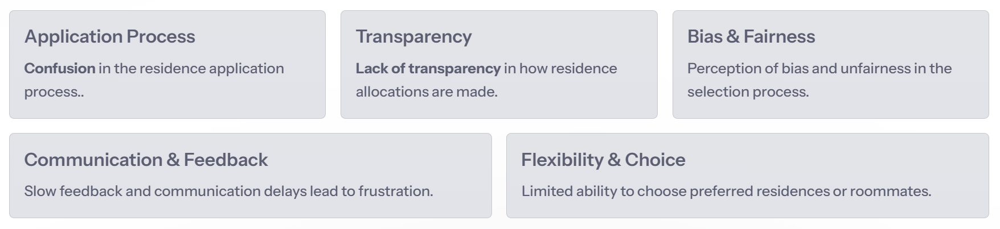 Application Process
Confusion in the residence application
process..
Transparency
Lack of transparency in how residence
allocations are made.
Bias & Fairness
Perception of bias and unfairness in the
selection process.
Communication & Feedback
Slow feedback and communication delays lead to frustration.
Flexibility & Choice
Limited ability to choose preferred residences or roommates.